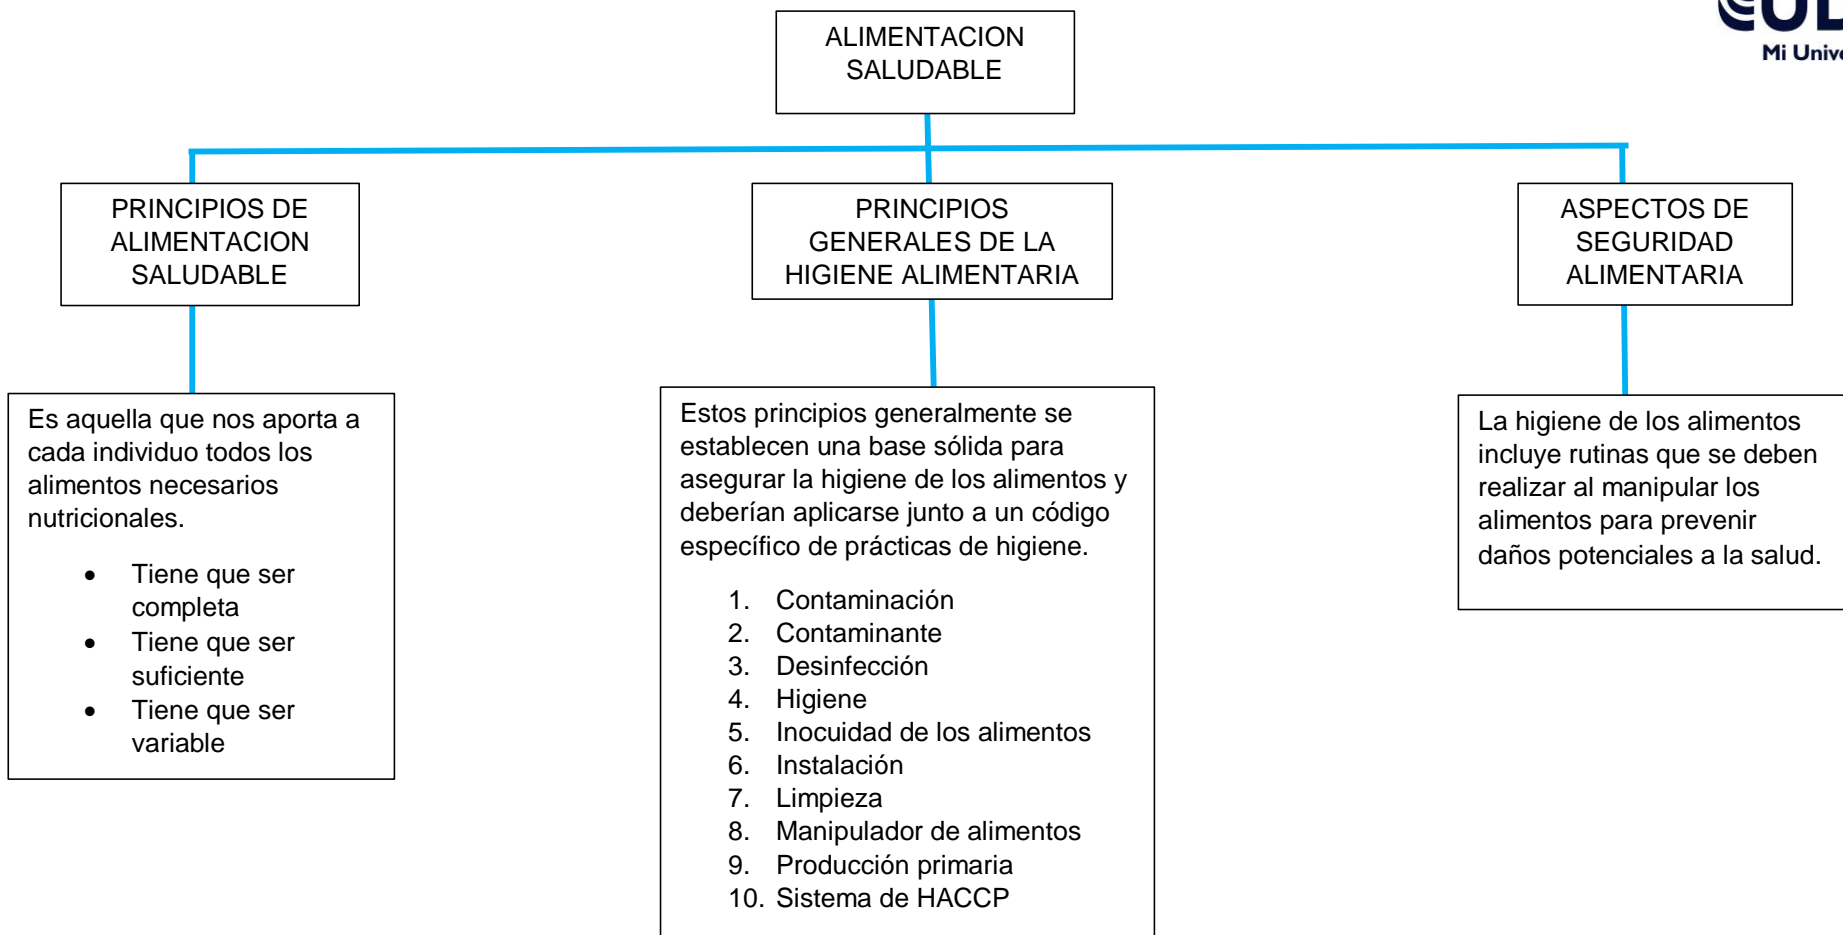 ALIMENTACION
SALUDABLE
Mi Unive
PRINCIPIOS DE
ALIMENTACION
SALUDABLE
PRINCIPIOS
GENERALES DE LA
HIGIENE ALIMENTARIA
ASPECTOS DE
SEGURIDAD
ALIMENTARIA
Es aquella que nos aporta a
cada individuo todos los
alimentos necesarios
nutricionales.
• Tiene que ser
completa
• Tiene que ser
suficiente
• Tiene que ser
variable
Estos principios generalmente se
establecen una base sólida para
asegurar la higiene de los alimentos y
deberían aplicarse junto a un código
específico de prácticas de higiene.
1. Contaminación
2. Contaminante
3. Desinfección
4. Higiene
5. Inocuidad de los alimentos
6. Instalación
7. Limpieza
8. Manipulador de alimentos
9. Producción primaria
10. Sistema de HACCP
La higiene de los alimentos
incluye rutinas que se deben
realizar al manipular los
alimentos para prevenir
daños potenciales a la salud.